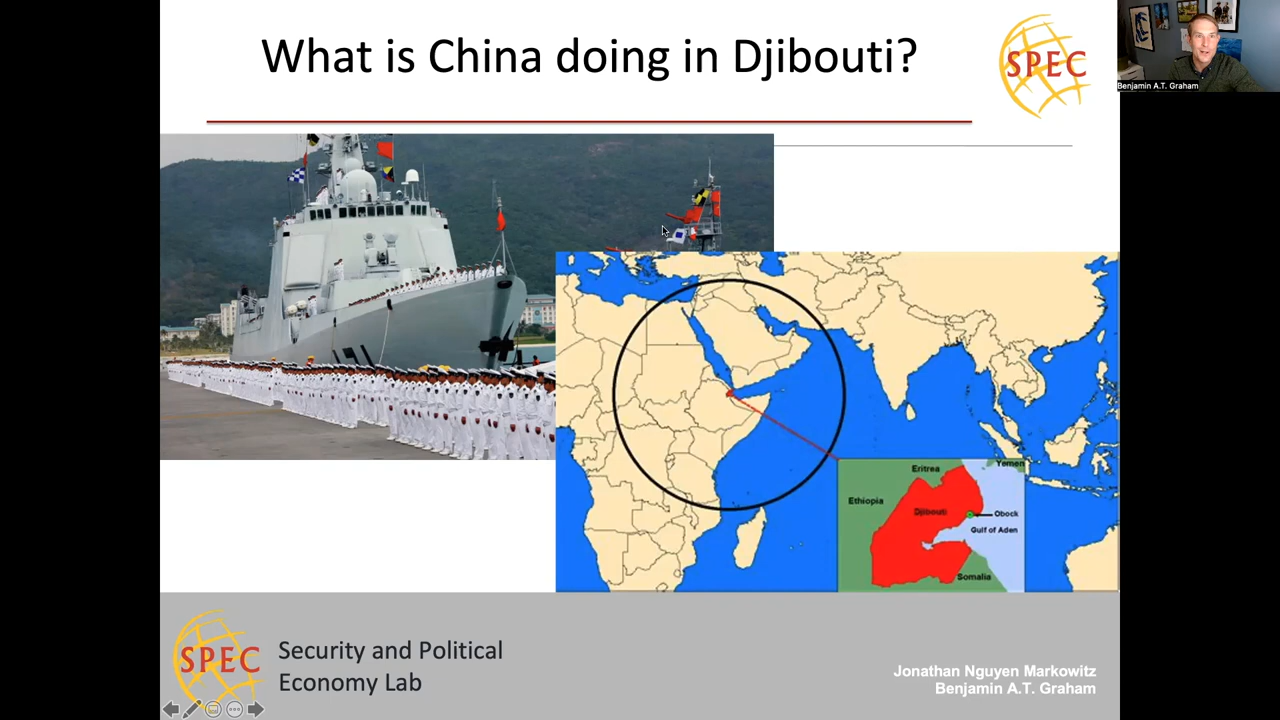 What is China doing in Djibouti?
SPEC
Benjamin A.T. Graham
Eritrea
Yemen
Ethiopia
Djibouti
Obock
Gulf of Aden
Somalia
SPEC
Security and Political
Economy Lab
Jonathan Nguyen Markowitz
Benjamin A.T. Graham